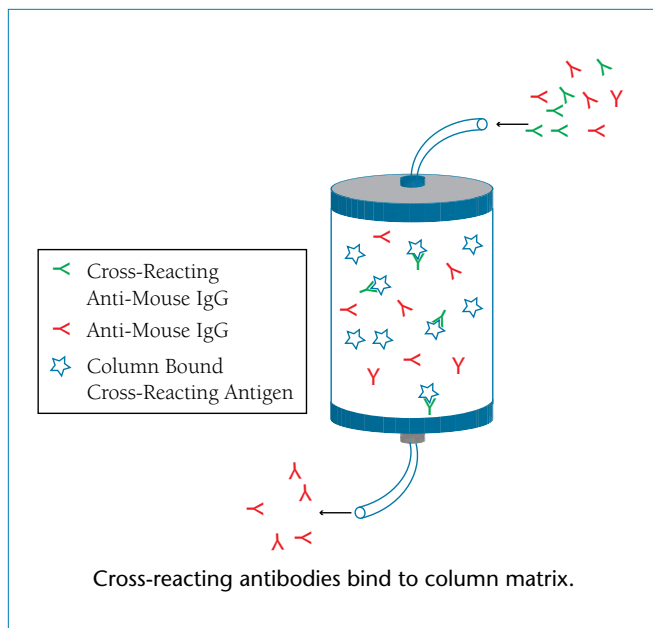 Cross-Reacting
Anti-Mouse IgG
Anti-Mouse IgG
Column Bound
Cross-Reacting Antigen
Cross-reacting antibodies bind to column matrix.